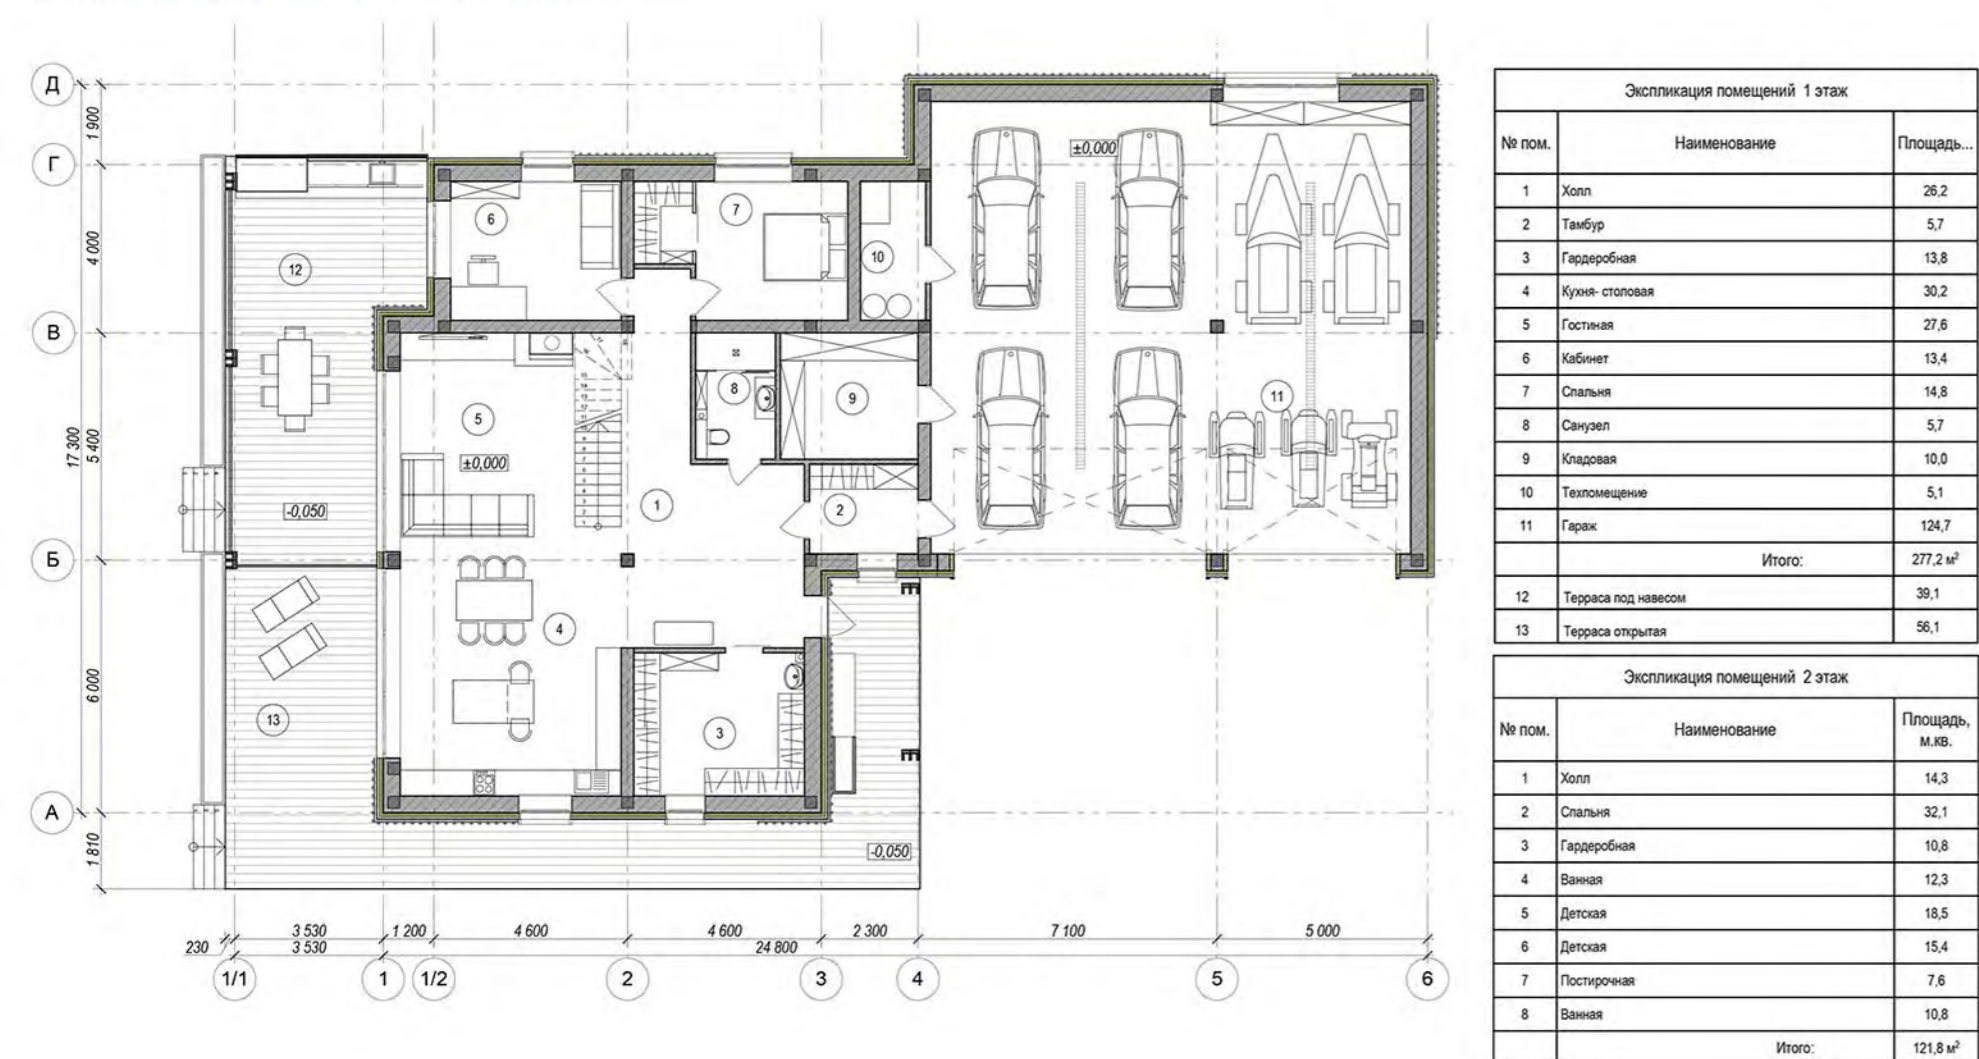 Д
Г
В
Б
А
1 900
4 000
5 400
17 300
6 000
1 810
±0,000
6
7
10
12
11
5
8
9
±0,000
1
2
-0,050
4
3
13
-0,050
3 530
1 200
4 600
4 600
2 300
7 100
5 000
230
3 530
24 800
1/1
1
1/2
2
3
4
5
6
Экспликация помещений 1 этаж
№ пом. Наименование Площадь...
1 Холл 26,2
2 Тамбур 5,7
3 Гардеробная 13,8
4 Кухня- столовая 30,2
5 Гостиная 27,6
6 Кабинет 13,4
7 Спальня 14,8
8 Санузел 5,7
9 Кладовая 10,0
10 Техпомещение 5,1
11 Гараж 124,7
Итого: 277,2 м²
12 Терраса под навесом 39,1
13 Терраса открытая 56,1
Экспликация помещений 2 этаж
№ пом. Наименование Площадь,
м.кв.
1 Холл 14,3
2 Спальня 32,1
3 Гардеробная 10,8
4 Ванная 12,3
5 Детская 18,5
6 Детская 15,4
7 Постирочная 7,6
8 Ванная 10,8
Итого: 121,8 м²